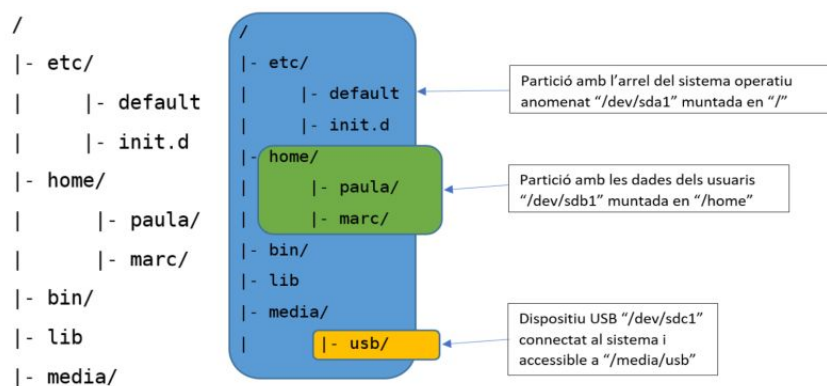 /
|- etc/
|     |- default
|     |- init.d
|- home/
|     |- paula/
|     |- marc/
|- bin/
|- lib
|- media/
/
|- etc/
|     |- default
|     |- init.d
|- home/
|     |- paula/
|     |- marc/
|- bin/
|- lib
|- media/
|     |- usb/
Partició amb l’arrel del sistema operatiu
anomenat “/dev/sda1” muntada en “/”
Partició amb les dades dels usuaris
“/dev/sdb1” muntada en “/home”
Dispositiu USB “/dev/sdc1”
connectat al sistema i
accessible a “/media/usb”